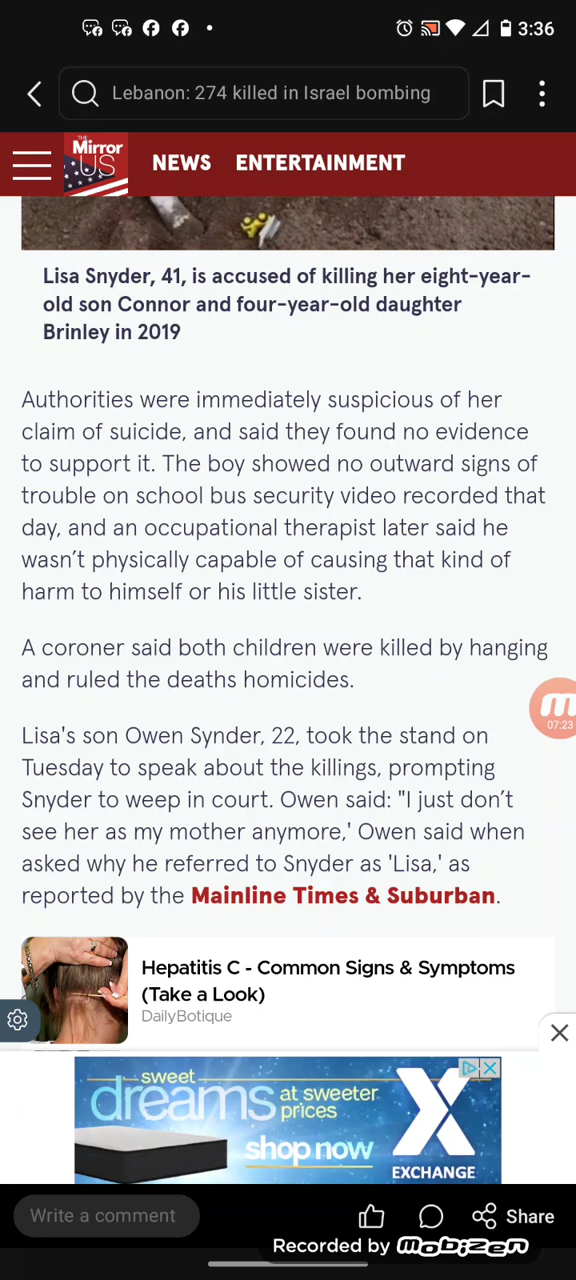 3:36
Lebanon: 274 killed in Israel bombing
THE
Mirror
US
NEWS ENTERTAINMENT
Lisa Snyder, 41, is accused of killing her eight-year-
old son Connor and four-year-old daughter
Brinley in 2019
Authorities were immediately suspicious of her
claim of suicide, and said they found no evidence
to support it. The boy showed no outward signs of
trouble on school bus security video recorded that
day, and an occupational therapist later said he
wasn’t physically capable of causing that kind of
harm to himself or his little sister.
A coroner said both children were killed by hanging
and ruled the deaths homicides.
07:23
Lisa's son Owen Synder, 22, took the stand on
Tuesday to speak about the killings, prompting
Snyder to weep in court. Owen said: "I just don’t
see her as my mother anymore,' Owen said when
asked why he referred to Snyder as 'Lisa,' as
reported by the Mainline Times & Suburban.
Hepatitis C - Common Signs & Symptoms
(Take a Look)
DailyBotique
sweet
dreams at sweeter
prices
shop now
X
EXCHANGE
Write a comment
Share
Recorded by mobizen